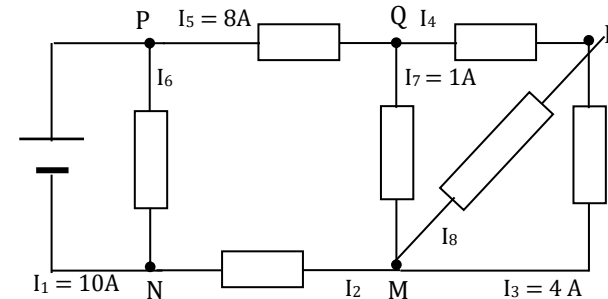 P
I₅ = 8A
Q
I₄
I₆
I₇ = 1A
I₈
I₁ = 10A
N
I₂
M
I₃ = 4 A